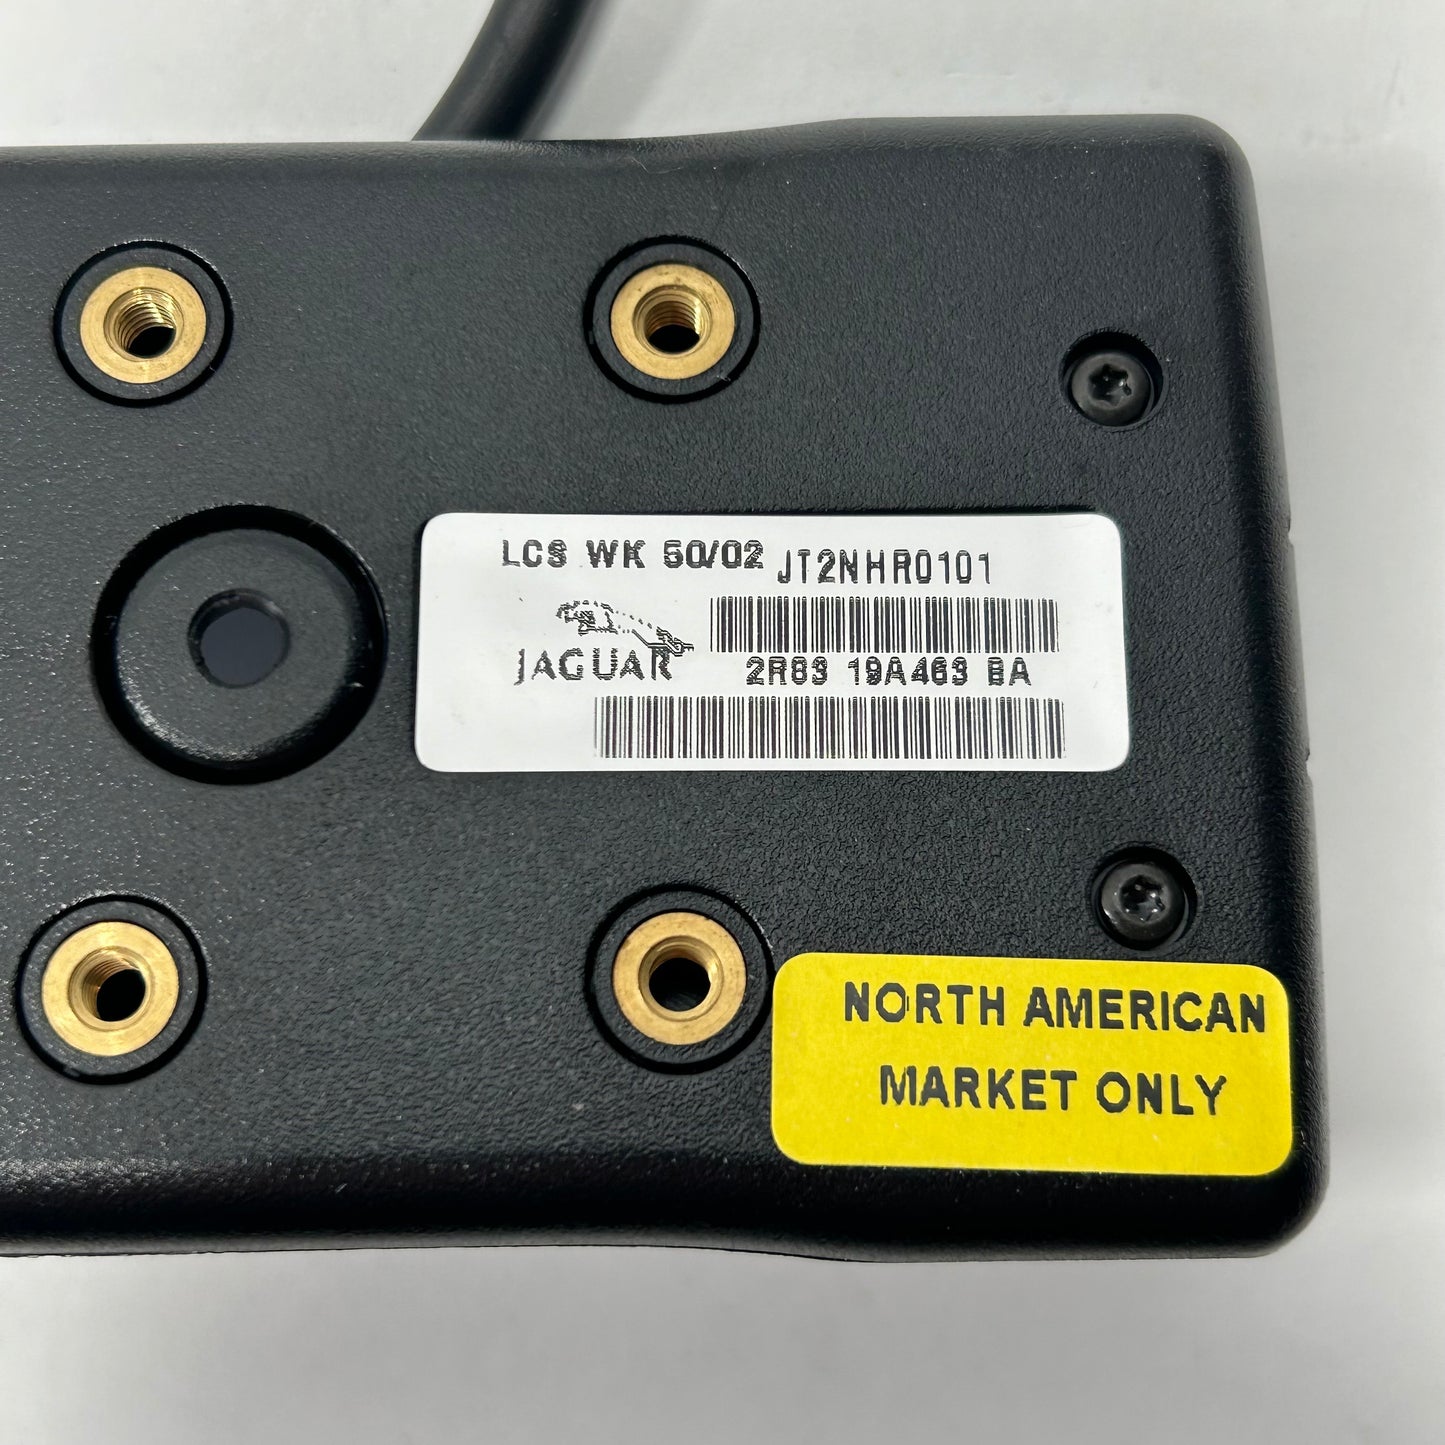 LCS WK 50/02 JT2NHR0101
JAGUAR 2R83 19A463 BA
NORTH AMERICAN
MARKET ONLY